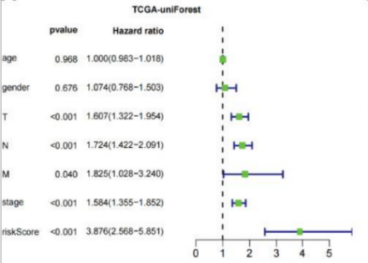 TCGA-uniForest
pvalue Hazard ratio
age 0.968 1.000(0.983−1.018)
gender 0.676 1.074(0.768−1.503)
T <0.001 1.607(1.322−1.954)
N <0.001 1.724(1.422−2.091)
M 0.040 1.825(1.028−3.240)
stage <0.001 1.584(1.355−1.852)
riskScore <0.001 3.876(2.568−5.851)
0 1 2 3 4 5